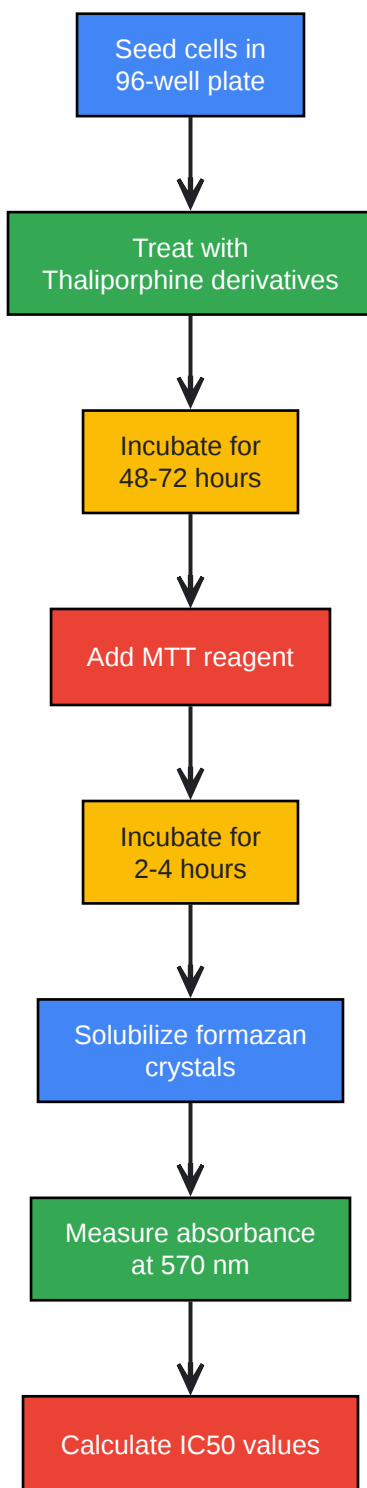 Seed cells in
96-well plate
Treat with
Thaliporphine derivatives
Incubate for
48-72 hours
Add MTT reagent
Incubate for
2-4 hours
Solubilize formazan
crystals
Measure absorbance
at 570 nm
Calculate IC50 values